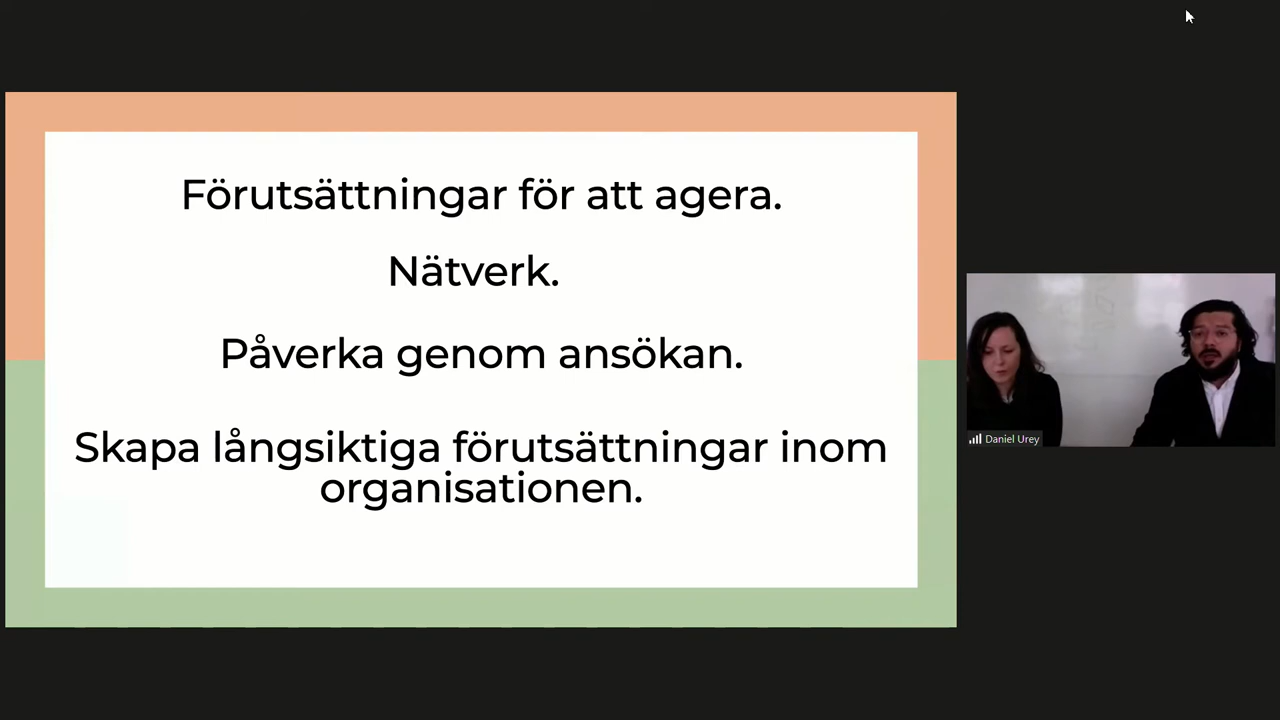 Förutsättningar för att agera.
Nätverk.
Påverka genom ansökan.
Skapa långsiktiga förutsättningar inom
organisationen.
Daniel Urey